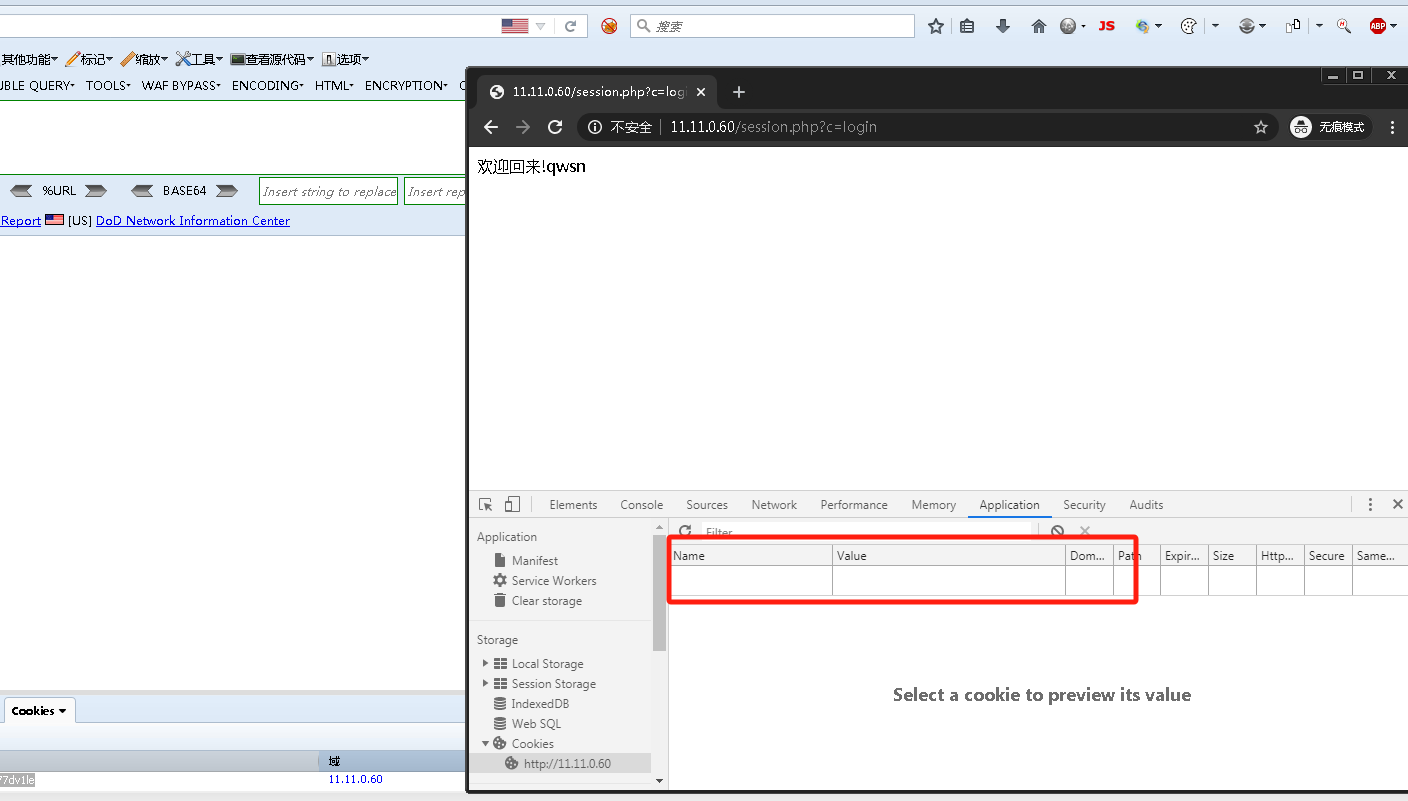 搜索
JS
ABP
其他功能 标记 缩放 工具 查看源代码 选项
UBLE QUERY TOOLS WAF BYPASS ENCODING HTML ENCRYPTION
%URL BASE64 Insert string to replace Insert rep
Report [US] DoD Network Information Center
Cookies
域
77dv1le 11.11.0.60
11.11.0.60/session.php?c=logi
不安全 11.11.0.60/session.php?c=login 无痕模式
欢迎回来!qwsn
Elements Console Sources Network Performance Memory Application Security Audits
Application
Manifest
Service Workers
Clear storage
Storage
Local Storage
Session Storage
IndexedDB
Web SQL
Cookies
http://11.11.0.60
Filter
Name Value Dom... Path Expir... Size Http... Secure Same...
Select a cookie to preview its value